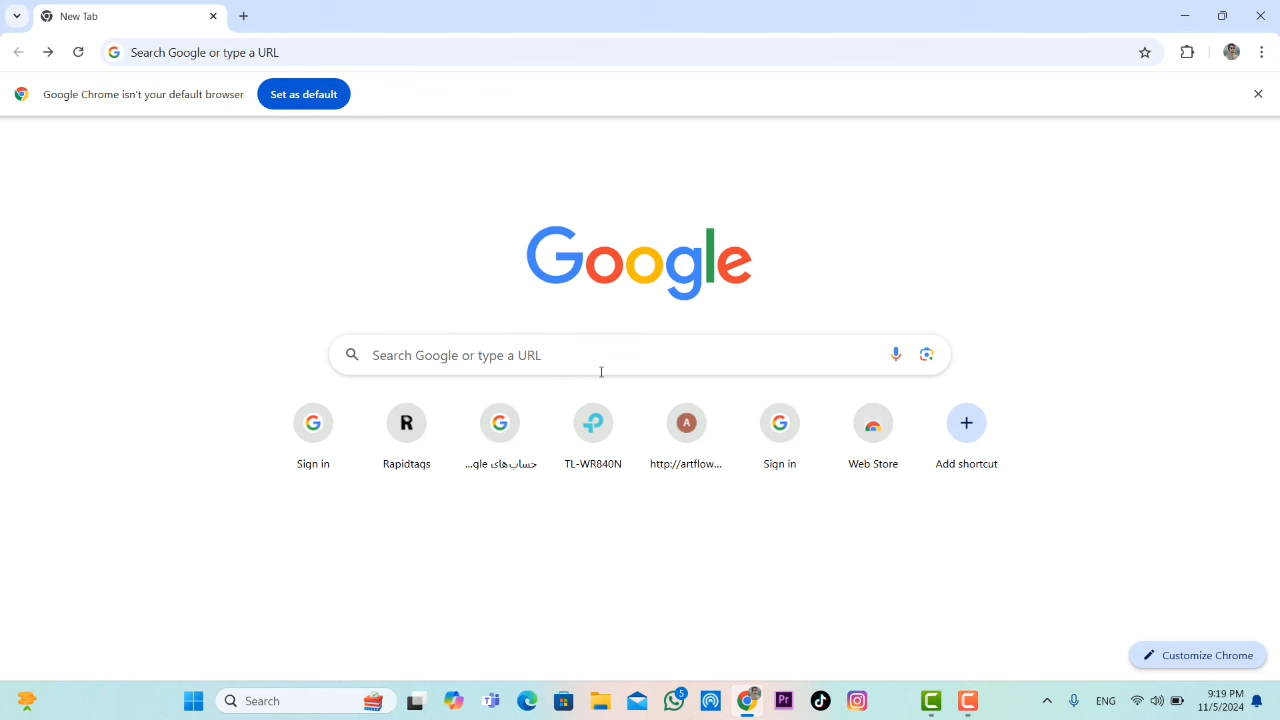 New Tab
Search Google or type a URL
Google Chrome isn't your default browser
Set as default
Google
Search Google or type a URL
R
A
Sign in
Rapidtags
...gle حساب‌های
TL-WR840N
http://artflow...
Sign in
Web Store
Add shortcut
Customize Chrome
Search
5
Pr
ENG
9:19 PM
11/5/2024